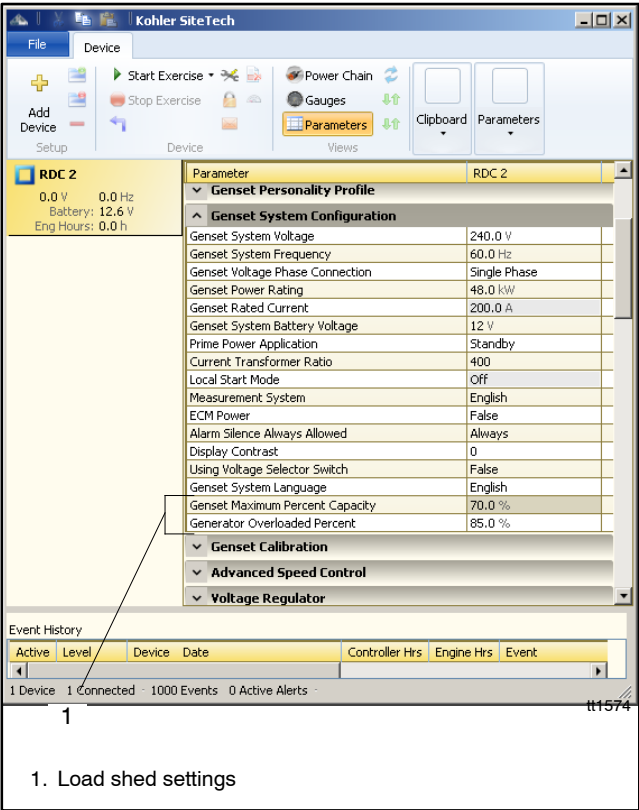 Kohler SiteTech
File Device
Add Device
Setup
Start Exercise
Stop Exercise
Device
Power Chain
Gauges
Parameters
Views
Clipboard
Parameters
RDC 2
0.0 V 0.0 Hz
Battery: 12.6 V
Eng Hours: 0.0 h
Parameter RDC 2
Genset Personality Profile
Genset System Configuration
Genset System Voltage 240.0 V
Genset System Frequency 60.0 Hz
Genset Voltage Phase Connection Single Phase
Genset Power Rating 48.0 kW
Genset Rated Current 200.0 A
Genset System Battery Voltage 12 V
Prime Power Application Standby
Current Transformer Ratio 400
Local Start Mode Off
Measurement System English
ECM Power False
Alarm Silence Always Allowed Always
Display Contrast 0
Using Voltage Selector Switch False
Genset System Language English
Genset Maximum Percent Capacity 70.0 %
Generator Overloaded Percent 85.0 %
Genset Calibration
Advanced Speed Control
Voltage Regulator
Event History
Active Level Device Date Controller Hrs Engine Hrs Event
1 Device 1 Connected · 1000 Events 0 Active Alerts ·
tt1574
1
1. Load shed settings